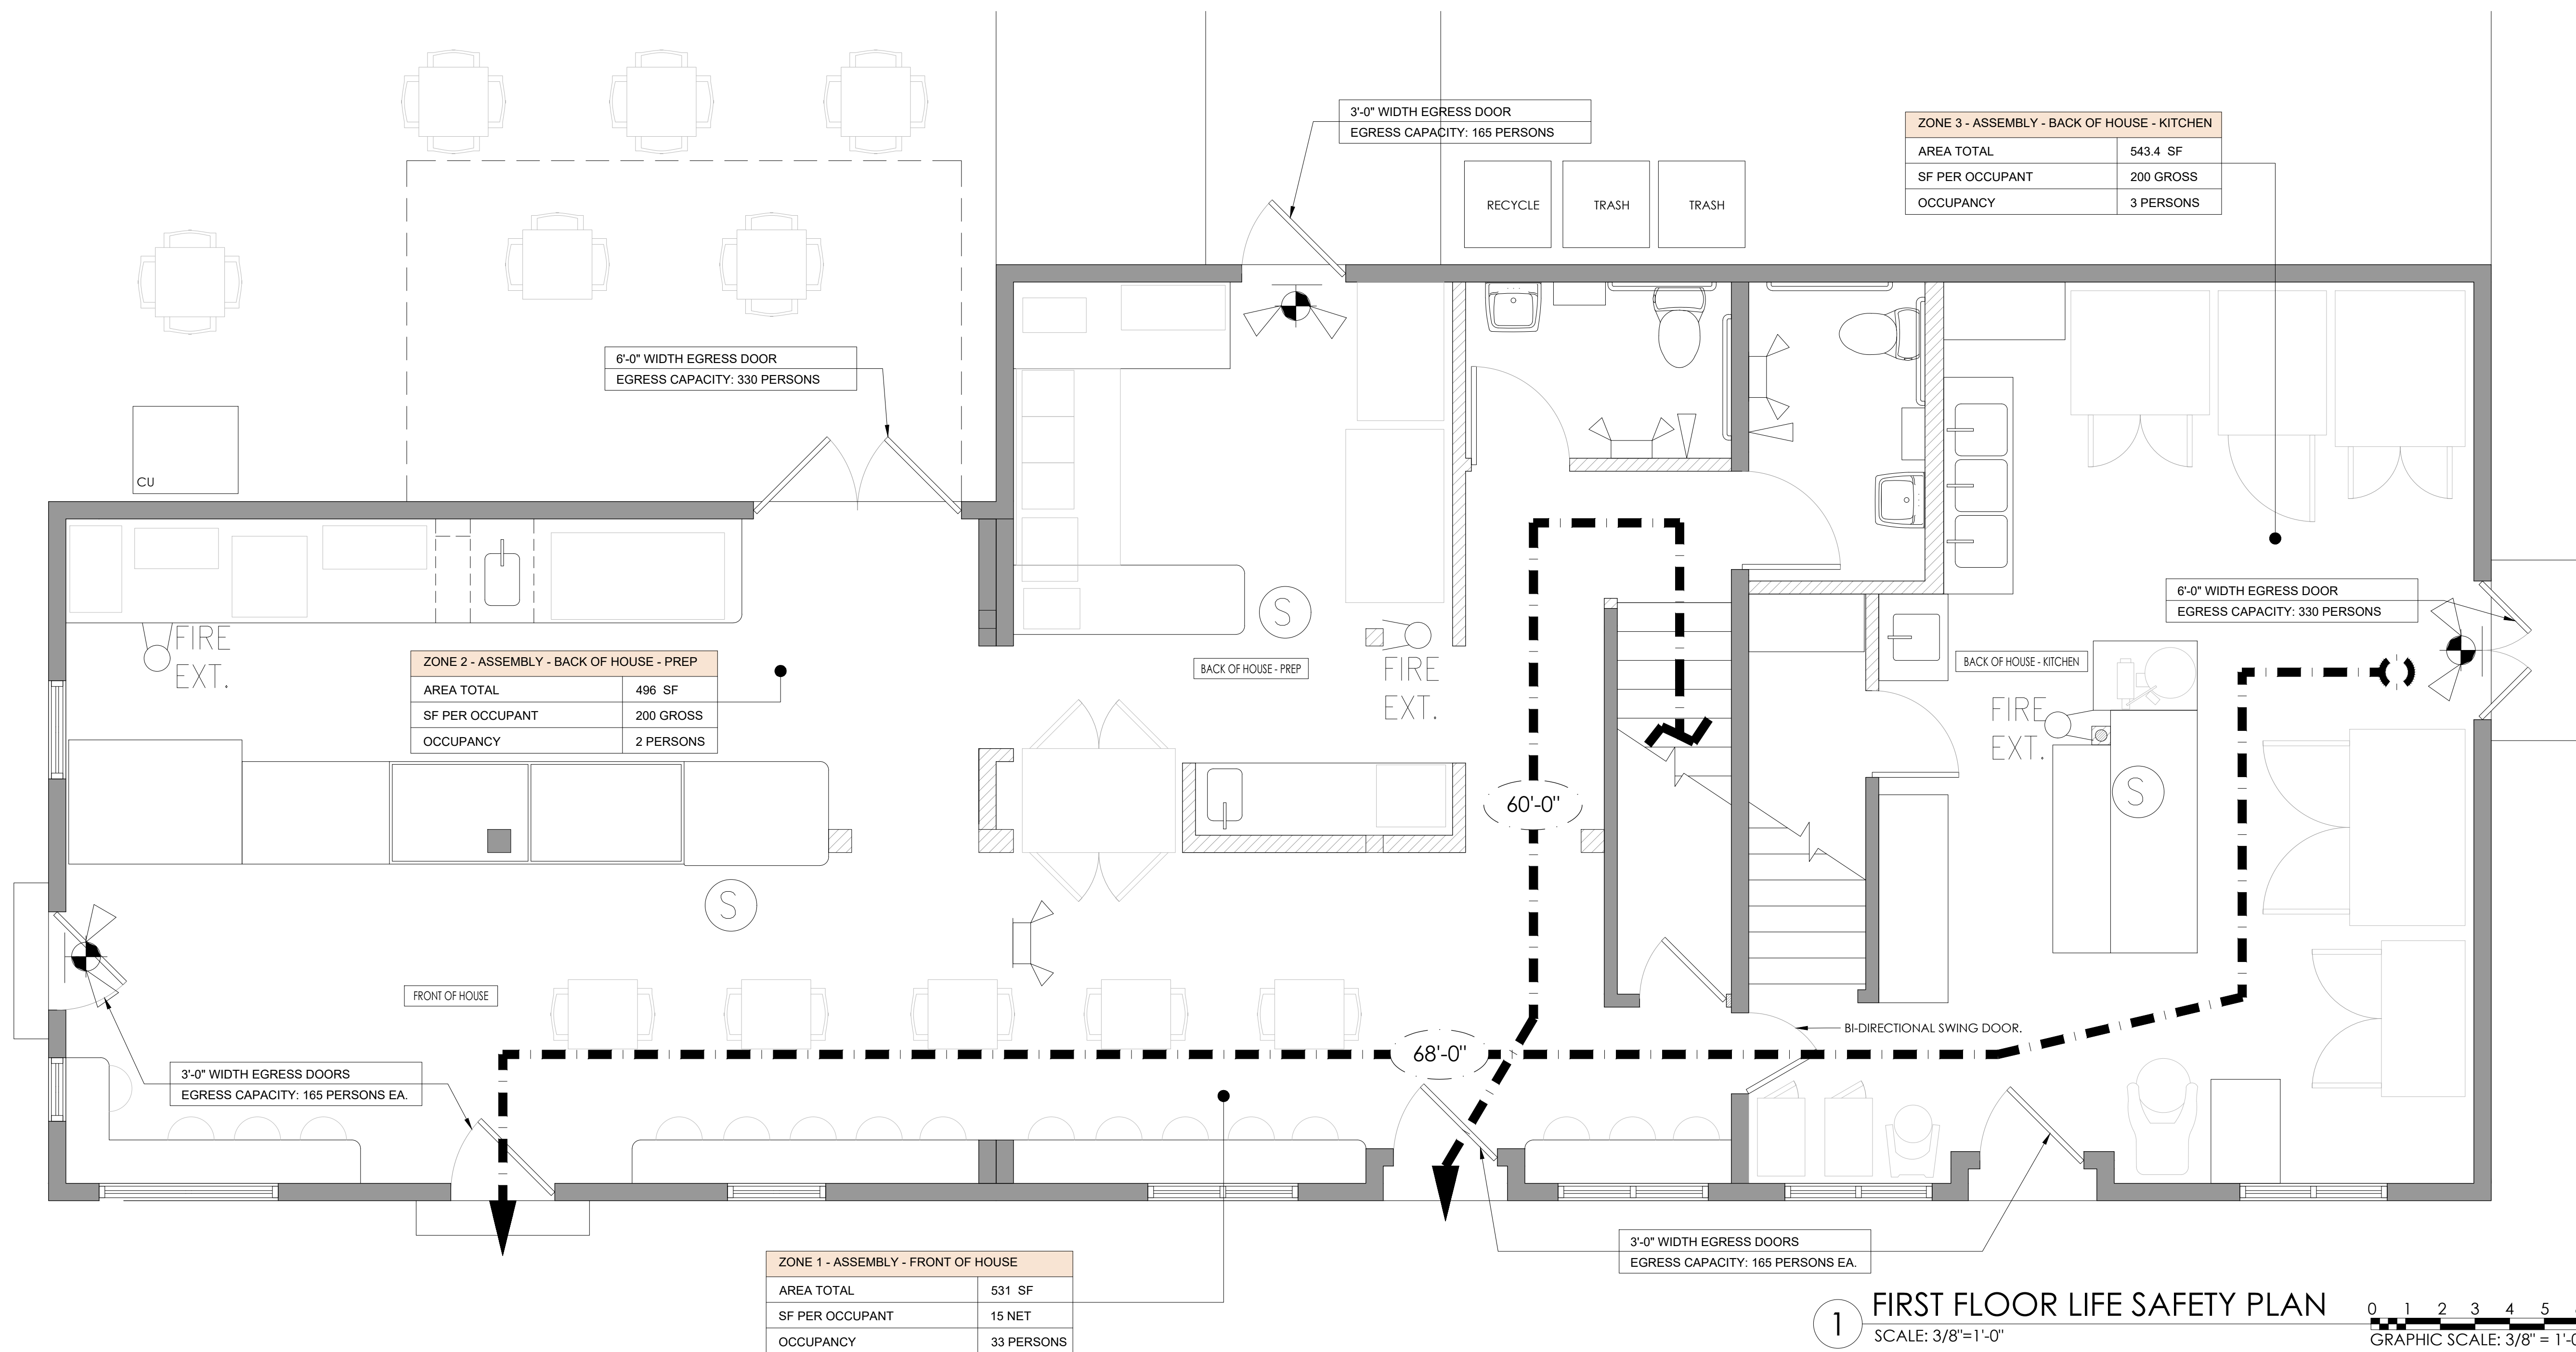 3'-0" WIDTH EGRESS DOOR
EGRESS CAPACITY: 165 PERSONS
ZONE 3 - ASSEMBLY - BACK OF HOUSE - KITCHEN
AREA TOTAL 543.4 SF
SF PER OCCUPANT 200 GROSS
OCCUPANCY 3 PERSONS
RECYCLE
TRASH
TRASH
6'-0" WIDTH EGRESS DOOR
EGRESS CAPACITY: 330 PERSONS
CU
6'-0" WIDTH EGRESS DOOR
EGRESS CAPACITY: 330 PERSONS
S
FIRE
EXT.
ZONE 2 - ASSEMBLY - BACK OF HOUSE - PREP
AREA TOTAL 496 SF
SF PER OCCUPANT 200 GROSS
OCCUPANCY 2 PERSONS
BACK OF HOUSE - PREP
FIRE
EXT.
BACK OF HOUSE - KITCHEN
FIRE
EXT.
S
60'-0"
S
FRONT OF HOUSE
BI-DIRECTIONAL SWING DOOR.
68'-0"
3'-0" WIDTH EGRESS DOORS
EGRESS CAPACITY: 165 PERSONS EA.
3'-0" WIDTH EGRESS DOORS
EGRESS CAPACITY: 165 PERSONS EA.
ZONE 1 - ASSEMBLY - FRONT OF HOUSE
AREA TOTAL 531 SF
SF PER OCCUPANT 15 NET
OCCUPANCY 33 PERSONS
1
FIRST FLOOR LIFE SAFETY PLAN
SCALE: 3/8"=1'-0"
0 1 2 3 4 5
GRAPHIC SCALE: 3/8" = 1'-0